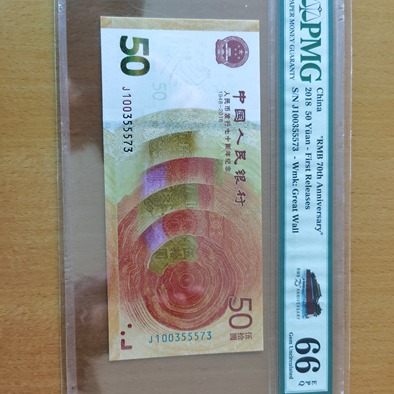 PMG
PAPER MONEY GUARANTY
China
2018 50 Yüan - First Releases
S/N J100355573 - Wmk: Great Wall
"RMB 70th Anniversary"
66 EPQ
Gem Uncirculated
50
J100355573
中国人民银行
人民币发行七十周年纪念
1948-2018
50
伍拾圆
J100355573